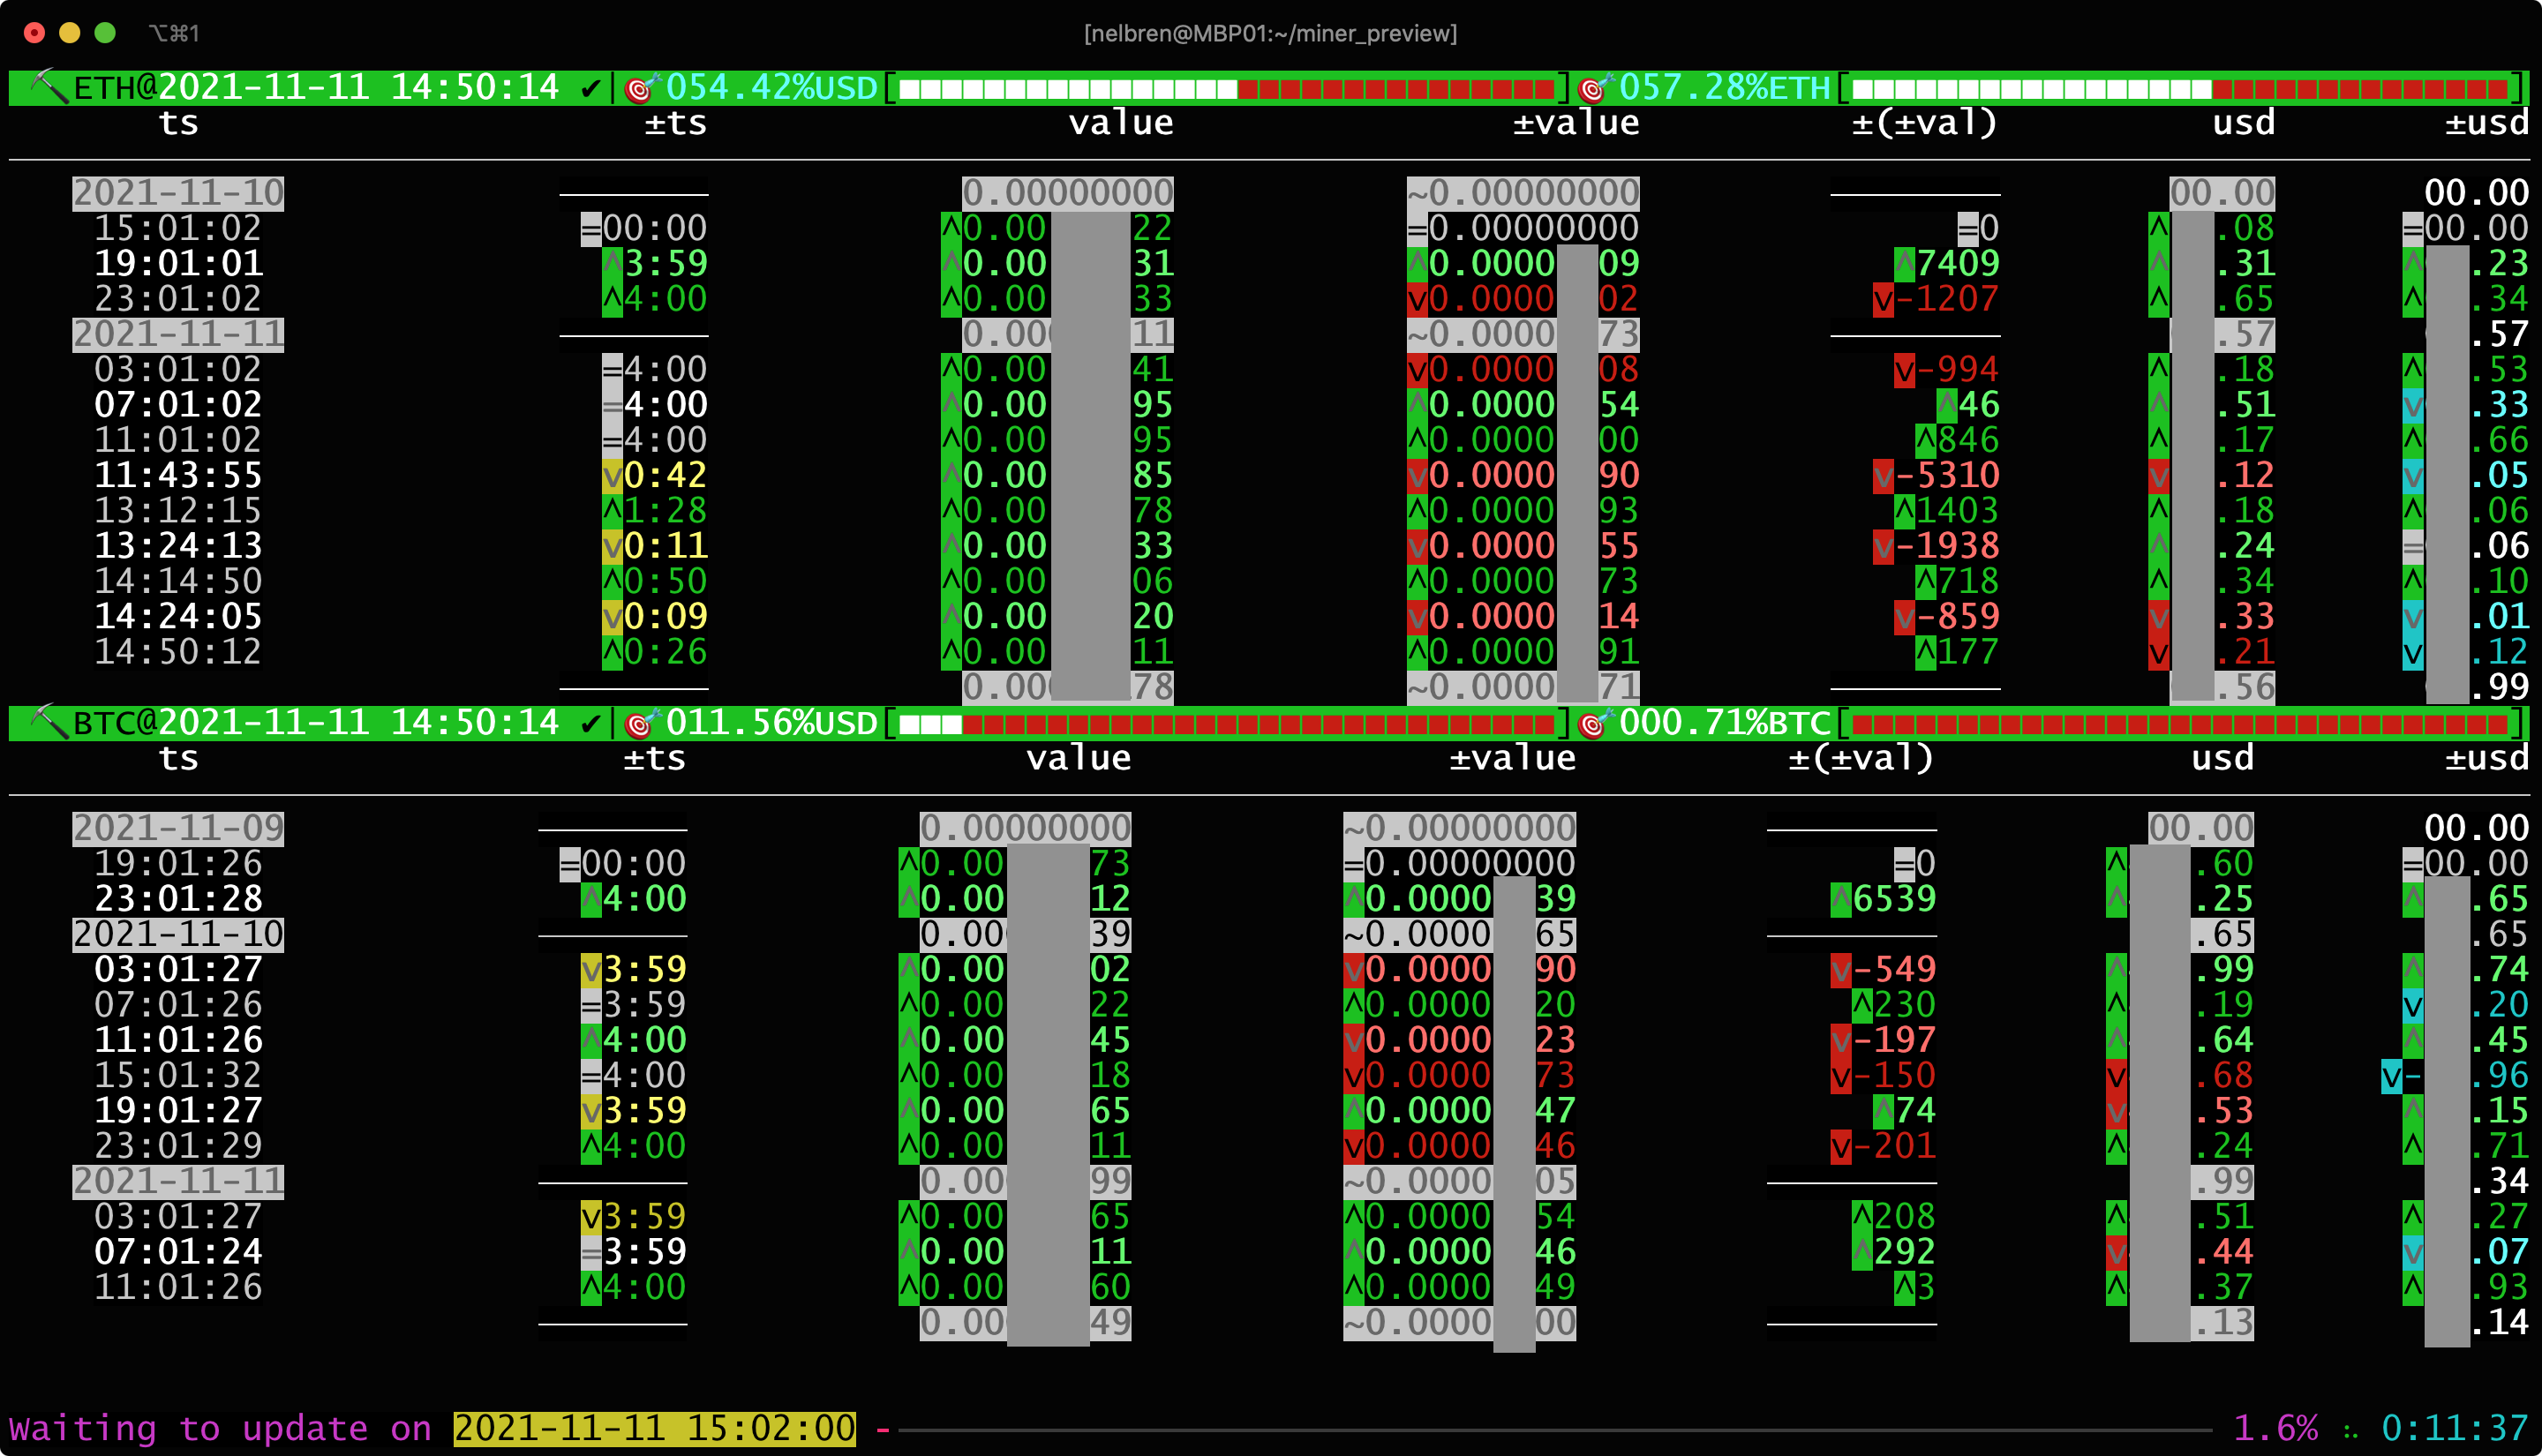 ⌥⌘1 [nelbren@MBP01:~/miner_preview]
ETH@2021-11-11 14:50:14 ✔|054.42%USD[ ]057.28%ETH[ ]
ts ±ts value ±value ±(±val) usd ±usd
2021-11-10 0.00000000 ~0.00000000 00.00 00.00
15:01:02 =00:00 ^0.00 22 =0.00000000 =0 ^ .08 =00.00
19:01:01 ^3:59 ^0.00 31 ^0.0000 09 ^7409 ^ .31 ^ .23
23:01:02 ^4:00 ^0.00 33 v0.0000 02 v-1207 ^ .65 ^ .34
2021-11-11 0.00 11 ~0.0000 73 .57 .57
03:01:02 =4:00 ^0.00 41 v0.0000 08 v-994 ^ .18 ^ .53
07:01:02 =4:00 ^0.00 95 ^0.0000 54 ^46 ^ .51 v .33
11:01:02 =4:00 ^0.00 95 ^0.0000 00 ^846 ^ .17 ^ .66
11:43:55 v0:42 ^0.00 85 v0.0000 90 v-5310 v .12 v .05
13:12:15 ^1:28 ^0.00 78 ^0.0000 93 ^1403 ^ .18 ^ .06
13:24:13 v0:11 ^0.00 33 v0.0000 55 v-1938 ^ .24 = .06
14:14:50 ^0:50 ^0.00 06 ^0.0000 73 ^718 ^ .34 ^ .10
14:24:05 v0:09 ^0.00 20 v0.0000 14 v-859 v .33 v .01
14:50:12 ^0:26 ^0.00 11 ^0.0000 91 ^177 v .21 v .12
0.00 78 ~0.0000 71 .56 .99
BTC@2021-11-11 14:50:14 ✔|011.56%USD[ ]000.71%BTC[ ]
ts ±ts value ±value ±(±val) usd ±usd
2021-11-09 0.00000000 ~0.00000000 00.00 00.00
19:01:26 =00:00 ^0.00 73 =0.00000000 =0 ^ .60 =00.00
23:01:28 ^4:00 ^0.00 12 ^0.0000 39 ^6539 ^ .25 ^ .65
2021-11-10 0.00 39 ~0.0000 65 .65 .65
03:01:27 v3:59 ^0.00 02 v0.0000 90 v-549 ^ .99 ^ .74
07:01:26 =3:59 ^0.00 22 ^0.0000 20 ^230 ^ .19 v .20
11:01:26 ^4:00 ^0.00 45 v0.0000 23 v-197 ^ .64 ^ .45
15:01:32 =4:00 ^0.00 18 v0.0000 73 v-150 v .68 v- .96
19:01:27 v3:59 ^0.00 65 ^0.0000 47 ^74 v .53 ^ .15
23:01:29 ^4:00 ^0.00 11 v0.0000 46 v-201 ^ .24 ^ .71
2021-11-11 0.00 99 ~0.0000 05 .99 .34
03:01:27 v3:59 ^0.00 65 ^0.0000 54 ^208 ^ .51 ^ .27
07:01:24 =3:59 ^0.00 11 ^0.0000 46 ^292 v .44 v .07
11:01:26 ^4:00 ^0.00 60 ^0.0000 49 ^3 ^ .37 ^ .93
0.00 49 ~0.0000 00 .13 .14
Waiting to update on 2021-11-11 15:02:00 1.6% 0:11:37